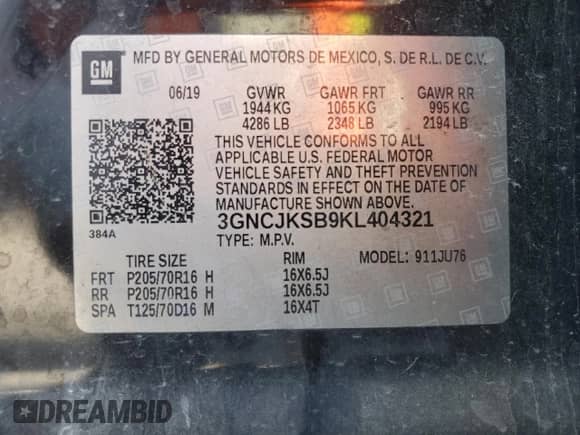 GM
MFD BY GENERAL MOTORS DE MEXICO, S. DE R.L. DE C.V.
06/19 GVWR GAWR FRT GAWR RR
1944 KG 1065 KG 995 KG
4286 LB 2348 LB 2194 LB
THIS VEHICLE CONFORMS TO ALL
APPLICABLE U.S. FEDERAL MOTOR
VEHICLE SAFETY AND THEFT PREVENTION
STANDARDS IN EFFECT ON THE DATE OF
MANUFACTURE SHOWN ABOVE.
384A
3GNCJKSB9KL404321
TYPE: M.P.V. MODEL: 911JU76
TIRE SIZE RIM
FRT P205/70R16 H 16X6.5J
RR P205/70R16 H 16X6.5J
SPA T125/70D16 M 16X4T
DREAMBID